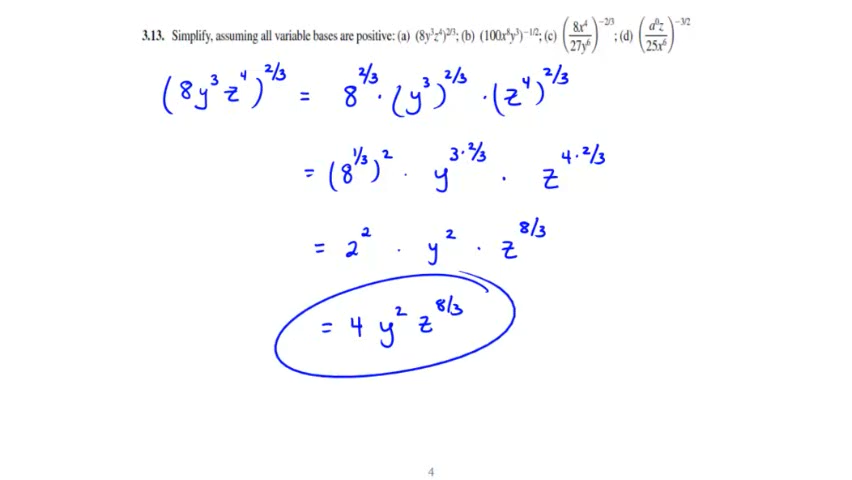 3.13. Simplify, assuming all variable bases are positive: (a) (8y³z⁴)^{2/3}; (b) (100x⁸y³)^{−1/2}; (c) (8x⁴/27y⁶)^{−2/3}; (d) (a⁰z/25x⁶)^{−3/2}
(8y³z⁴)^{2/3} = 8^{2/3} · (y³)^{2/3} · (z⁴)^{2/3}
= (8^{1/3})² · y^{3·2/3} · z^{4·2/3}
= 2² · y² · z^{8/3}
= 4 y² z^{8/3}
4